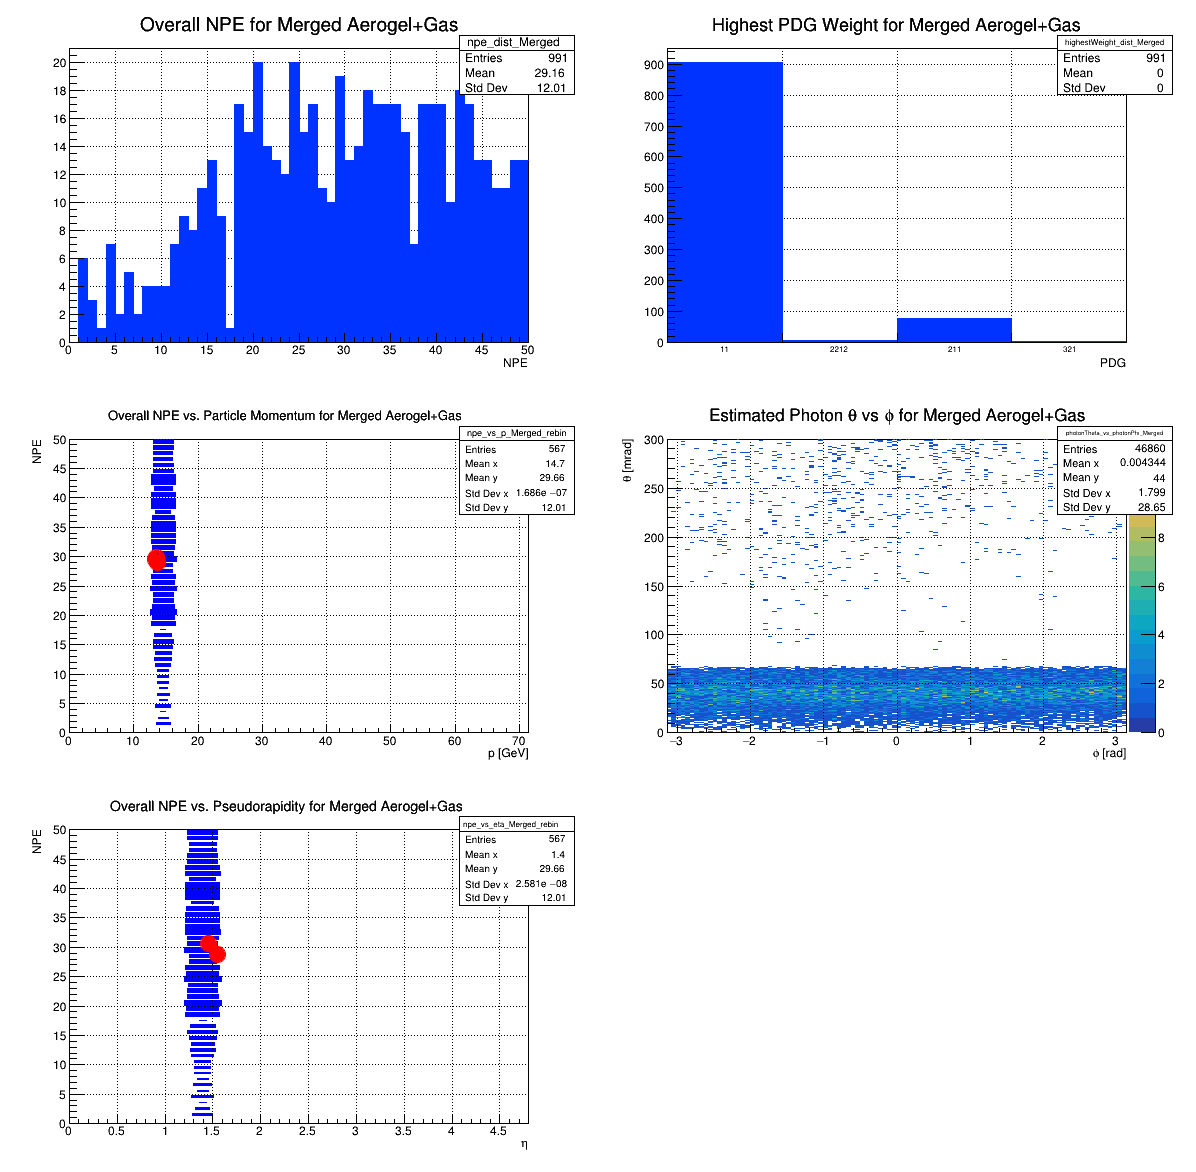 Overall NPE for Merged Aerogel+Gas
npe_dist_Merged
Entries 991
Mean 29.16
Std Dev 12.01
20
18
16
14
12
10
8
6
4
2
0
0 5 10 15 20 25 30 35 40 45 50
NPE
Highest PDG Weight for Merged Aerogel+Gas
highestWeight_dist_Merged
Entries 991
Mean 0
Std Dev 0
900
800
700
600
500
400
300
200
100
0
11 2212 211 321
PDG
Overall NPE vs. Particle Momentum for Merged Aerogel+Gas
npe_vs_p_Merged_rebin
Entries 567
Mean x 14.7
Mean y 29.66
Std Dev x 1.686e −07
Std Dev y 12.01
NPE
50
45
40
35
30
25
20
15
10
5
0
0 10 20 30 40 50 60 70
p [GeV]
Estimated Photon θ vs ϕ for Merged Aerogel+Gas
photonTheta_vs_photonPhi_Merged
Entries 46860
Mean x 0.004344
Mean y 44
Std Dev x 1.799
Std Dev y 28.65
θ [mrad]
300
250
200
150
100
50
0
−3 −2 −1 0 1 2 3
ϕ [rad]
8
6
4
2
0
Overall NPE vs. Pseudorapidity for Merged Aerogel+Gas
npe_vs_eta_Merged_rebin
Entries 567
Mean x 1.4
Mean y 29.66
Std Dev x 2.581e −08
Std Dev y 12.01
NPE
50
45
40
35
30
25
20
15
10
5
0
0 0.5 1 1.5 2 2.5 3 3.5 4 4.5
η